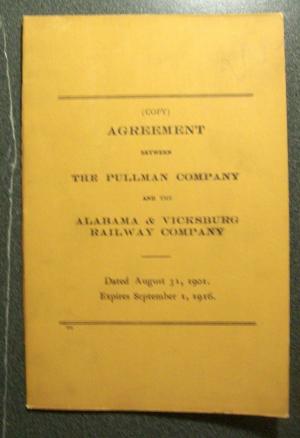 (COPY)
AGREEMENT
BETWEEN
THE PULLMAN COMPANY
AND THE
ALABAMA & VICKSBURG
RAILWAY COMPANY
Dated August 31, 1901.
Expires September 1, 1916.